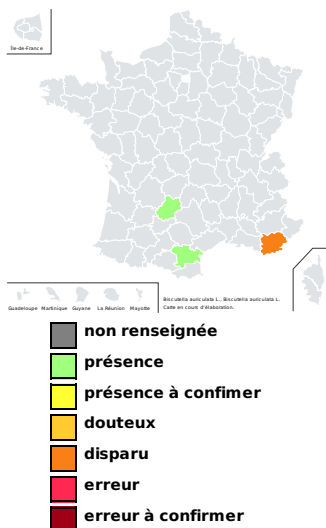 Île-de-France
Guadeloupe Martinique Guyane La Réunion Mayotte
Biscutella auriculata L., Biscutella auriculata L.
Carte en cours d'élaboration.
non renseignée
présence
présence à confimer
douteux
disparu
erreur
erreur à confirmer